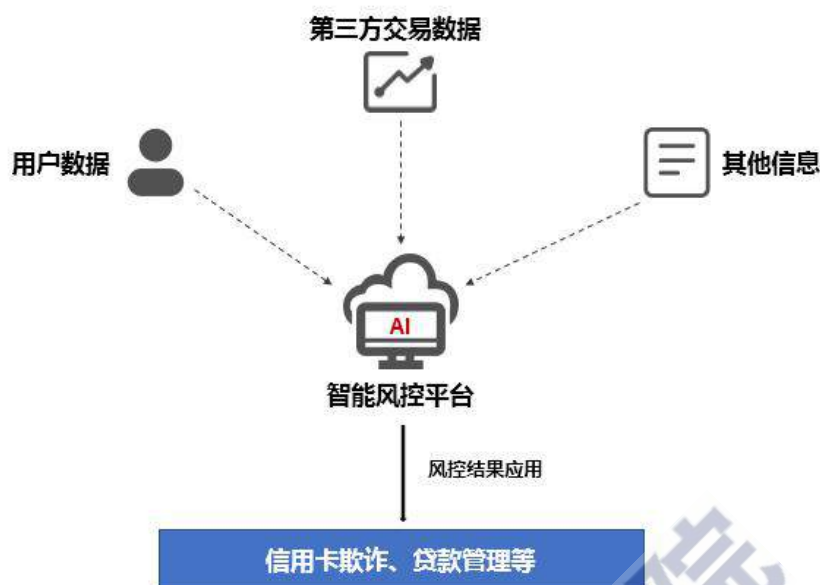 第三方交易数据
用户数据
其他信息
AI
智能风控平台
风控结果应用
信用卡欺诈、贷款管理等